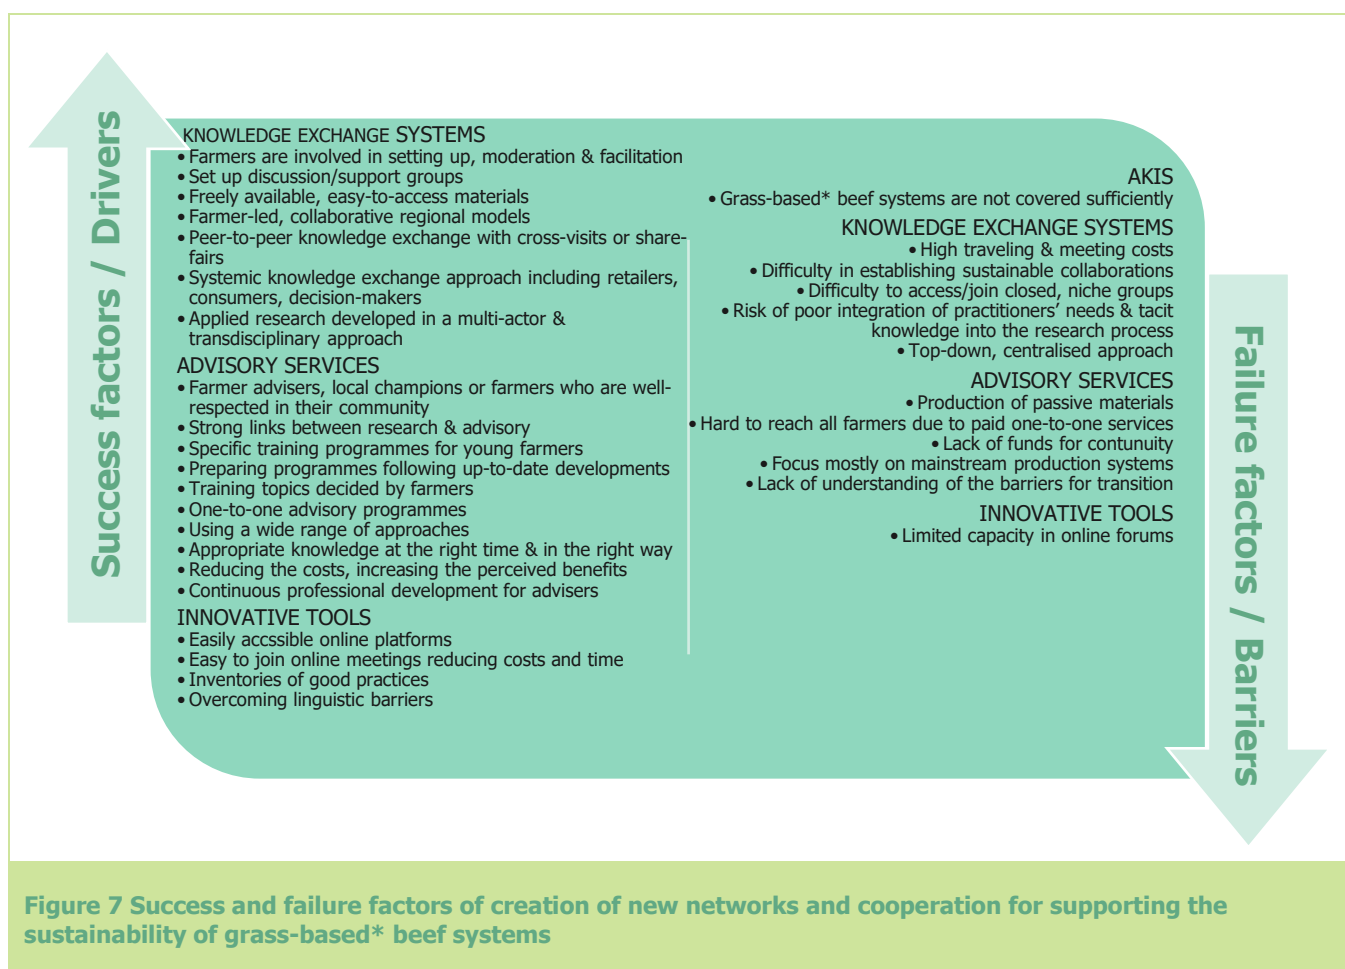 Success factors / Drivers
KNOWLEDGE EXCHANGE SYSTEMS
• Farmers are involved in setting up, moderation & facilitation
• Set up discussion/support groups
• Freely available, easy-to-access materials
• Farmer-led, collaborative regional models
• Peer-to-peer knowledge exchange with cross-visits or share-
fairs
• Systemic knowledge exchange approach including retailers,
consumers, decision-makers
• Applied research developed in a multi-actor &
transdisciplinary approach
ADVISORY SERVICES
• Farmer advisers, local champions or farmers who are well-
respected in their community
• Strong links between research & advisory
• Specific training programmes for young farmers
• Preparing programmes following up-to-date developments
• Training topics decided by farmers
• One-to-one advisory programmes
• Using a wide range of approaches
• Appropriate knowledge at the right time & in the right way
• Reducing the costs, increasing the perceived benefits
• Continuous professional development for advisers
INNOVATIVE TOOLS
• Easily accssible online platforms
• Easy to join online meetings reducing costs and time
• Inventories of good practices
• Overcoming linguistic barriers
AKIS
• Grass-based* beef systems are not covered sufficiently
KNOWLEDGE EXCHANGE SYSTEMS
• High traveling & meeting costs
• Difficulty in establishing sustainable collaborations
• Difficulty to access/join closed, niche groups
• Risk of poor integration of practitioners' needs & tacit
knowledge into the research process
• Top-down, centralised approach
ADVISORY SERVICES
• Production of passive materials
• Hard to reach all farmers due to paid one-to-one services
• Lack of funds for contunuity
• Focus mostly on mainstream production systems
• Lack of understanding of the barriers for transition
INNOVATIVE TOOLS
• Limited capacity in online forums
Failure factors / Barriers
Figure 7 Success and failure factors of creation of new networks and cooperation for supporting the
sustainability of grass-based* beef systems